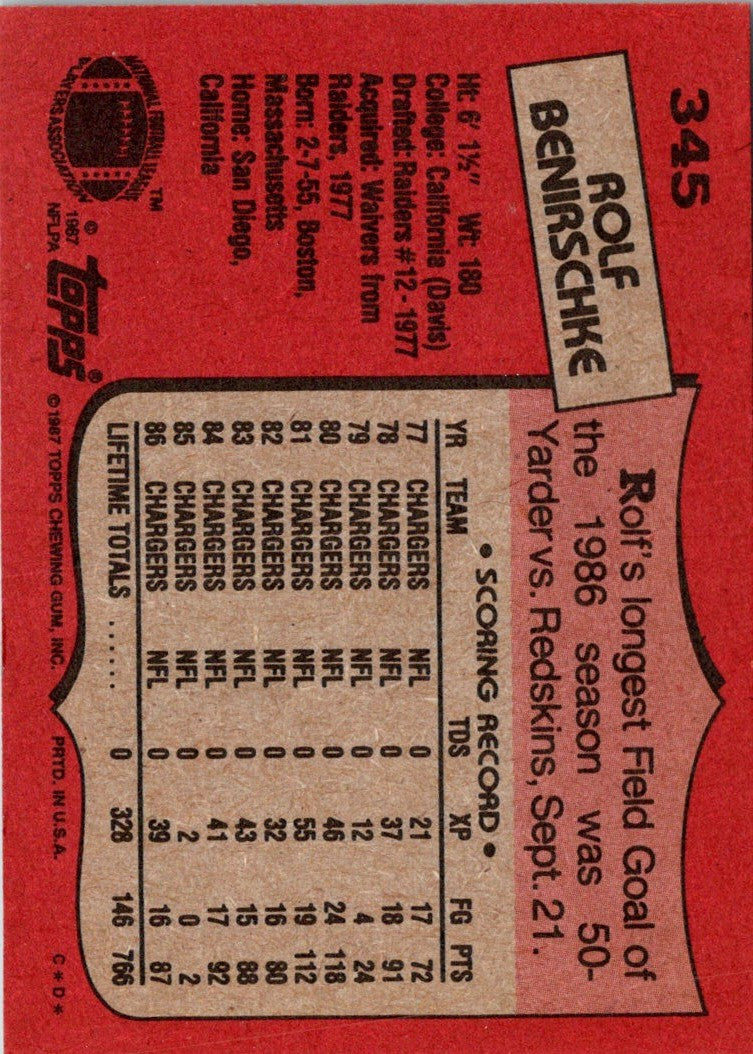 345
ROLF
BENIRSCHKE
Ht: 6' 1½" Wt: 180
College: California (Davis)
Drafted: Raiders #12-1977
Acquired: Waivers from
Raiders, 1977
Born: 2-7-55, Boston,
Massachusetts
Home: San Diego,
California
NATIONAL FOOTBALL LEAGUE
PLAYERS ASSOCIATION
TM
© 1987
NFLPA
topps®
Rolf's longest Field Goal of
the 1986 season was 50-
Yarder vs. Redskins, Sept. 21.
• SCORING RECORD •
YR TEAM TDS XP FG PTS
77 CHARGERS NFL 0 21 17 72
78 CHARGERS NFL 0 37 18 91
79 CHARGERS NFL 0 12 4 24
80 CHARGERS NFL 0 46 24 118
81 CHARGERS NFL 0 55 19 112
82 CHARGERS NFL 0 32 16 80
83 CHARGERS NFL 0 43 15 88
84 CHARGERS NFL 0 41 17 92
85 CHARGERS NFL 0 2 0 2
86 CHARGERS NFL 0 39 16 87
LIFETIME TOTALS ...... 0 328 146 766
© 1987 TOPPS CHEWING GUM, INC. PRTD. IN U.S.A. C * D *